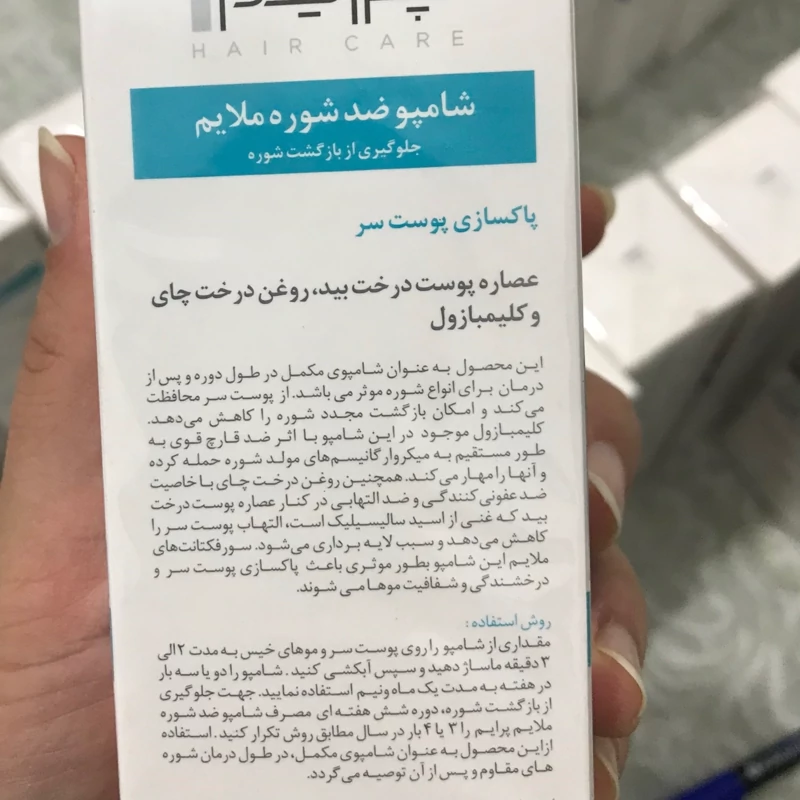 HAIR CARE
شامپو ضد شوره ملایم
جلوگیری از بازگشت شوره
پاکسازی پوست سر
عصاره پوست درخت بید، روغن درخت چای
و کلیمبازول
این محصول به عنوان شامپوی مکمل در طول دوره و پس از
درمان برای انواع شوره موثر می باشد. از پوست سر محافظت
می‌کند و امکان بازگشت مجدد شوره را کاهش می‌دهد.
کلیمبازول موجود در این شامپو با اثر ضد قارچ قوی به
طور مستقیم به میکروارگانیسم‌های مولد شوره حمله کرده
و آنها را مهار می کند. همچنین روغن درخت چای با خاصیت
ضد عفونی کنندگی و ضد التهابی در کنار عصاره پوست درخت
بید که غنی از اسید سالیسیلیک است، التهاب پوست سر را
کاهش می‌دهد و سبب لایه برداری می‌شود. سورفکتانت‌های
ملایم این شامپو بطور موثری باعث پاکسازی پوست سر و
درخشندگی و شفافیت موها می شوند.
روش استفاده:
مقداری از شامپو را روی پوست سر و موهای خیس به مدت ۲ الی
۳ دقیقه ماساژ دهید و سپس آبکشی کنید. شامپو را دو یا سه بار
در هفته به مدت یک ماه ونیم استفاده نمایید. جهت جلوگیری
از بازگشت شوره، دوره شش هفته ای مصرف شامپو ضد شوره
ملایم پرایم را ۳ یا ۴ بار در سال مطابق روش تکرار کنید. استفاده
ازاین محصول به عنوان شامپوی مکمل، در طول درمان شوره
های مقاوم و پس از آن توصیه می گردد.